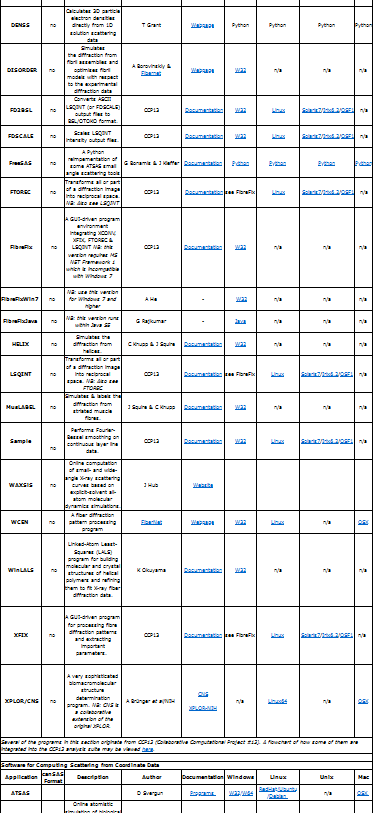 DENSS no Calculates 3D particle electron densities directly from 1D solution scattering data T Grant Webpage Python Python Python Python
DISORDER no Simulates the diffraction from fibril assemblies and optimises fibril models with respect to the experimental diffraction data A Borovinskiy & Fibernet Webpage W32 n/a n/a n/a
FD2BSL no Converts ASCII LSQINT (or FDSCALE) output files to BSL/OTOKO format. CCP13 Documentation W32 Linux Solaris7/Irix6.2/OSF1 n/a
FDSCALE no Scales LSQINT intensity output files. CCP13 Documentation W32 Linux Solaris7/Irix6.2/OSF1 n/a
FreeSAS no A Python reimplementation of some ATSAS small angle scattering tools G Bonamis & J Kieffer Documentation Python Python Python Python
FTOREC no Transforms all or part of a diffraction image into reciprocal space. NB: Also see LSQINT CCP13 Documentation see FibreFix Linux Solaris7/Irix6.2/OSF1 n/a
FibreFix no A GUI-driven program environment integrating XCONV, XFIX, FTOREC & LSQINT NB: this version requires MS NET Framework 1 which is incompatible with Windows 7 CCP13 Documentation W32 n/a n/a n/a
FibreFixWin7 no NB: use this version for Windows 7 and higher A He - W32 n/a n/a n/a
FibreFixJava no NB: this version runs within Java SE G Rajkumar - Java n/a n/a n/a
HELIX no Simulates the diffraction from helices. C Knupp & J Squire Documentation W32 n/a n/a n/a
LSQINT no Transforms all or part of a diffraction image into reciprocal space. NB: Also see FTOREC CCP13 Documentation see FibreFix Linux Solaris7/Irix6.2/OSF1 n/a
MusLABEL no Simulates & labels the diffraction from striated muscle fibres. J Squire & C Knupp Documentation W32 n/a n/a n/a
Sample no Performs Fourier-Bessel smoothing on continuous layer line data. CCP13 Documentation W32 Linux Solaris7/Irix6.2/OSF1 n/a
WAXSIS no Online computation of small- and wide-angle X-ray scattering curves based on explicit-solvent all-atom molecular dynamics simulations. J Hub Website
WCEN no A fiber diffraction pattern processing program FiberNet Webpage W32 Linux n/a OSX
WinLALS no Linked-Atom Least-Squares (LALS) program for building molecular and crystal structures of helical polymers and refining them to fit X-ray fiber diffraction data. K Okuyama Documentation W32 n/a n/a n/a
XFIX no A GUI-driven program for processing fibre diffraction patterns and extracting important parameters. CCP13 Documentation see FibreFix Linux Solaris7/Irix6.2/OSF1 n/a
XPLOR/CNS no A very sophisticated biomacromolecular structure determination program. NB: CNS is a collaborative extension of the original XPLOR A Brünger et al/NIH CNS XPLOR-NIH n/a Linux64 n/a OSX
Several of the programs in this section originate from CCP13 (Collaborative Computational Project #13). A flowchart of how some of them are
integrated into the CCP13 analysis suite may be viewed here.
Software for Computing Scattering from Coordinate Data
Application canSAS Format Description Author Documentation Windows Linux Unix Mac
ATSAS no D Svergun Programs W32/W64 RedHat/Ubuntu /Debian n/a OSX
Online atomistic
simulation of biological